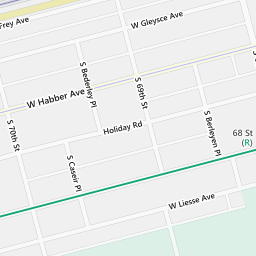 Frey Ave
W Gleysce Ave
S Bederley Pl
S 69th St
W Habber Ave
Holiday Rd
S 70th St
S Caseir Pl
S Berleyen Pl
68 St
(R)
W Liesse Ave